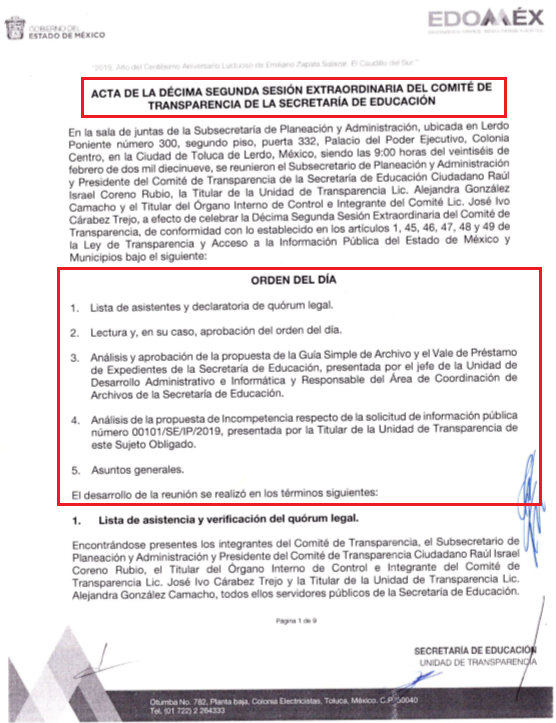 GOBIERNO DEL
ESTADO DE MÉXICO
EDOMÉX
"2019. Año del Centésimo Aniversario Luctuoso de Emiliano Zapata Salazar. El Caudillo del Sur."
ACTA DE LA DÉCIMA SEGUNDA SESIÓN EXTRAORDINARIA DEL COMITÉ DE
TRANSPARENCIA DE LA SECRETARÍA DE EDUCACIÓN
En la sala de juntas de la Subsecretaría de Planeación y Administración, ubicada en Lerdo
Poniente número 300, segundo piso, puerta 332, Palacio del Poder Ejecutivo, Colonia
Centro, en la Ciudad de Toluca de Lerdo, México, siendo las 9:00 horas del veintiséis de
febrero de dos mil diecinueve, se reunieron el Subsecretario de Planeación y Administración
y Presidente del Comité de Transparencia de la Secretaría de Educación Ciudadano Raúl
Israel Coreno Rubio, la Titular de la Unidad de Transparencia Lic. Alejandra González
Camacho y el Titular del Órgano Interno de Control e Integrante del Comité Lic. José Ivo
Cárabez Trejo, a efecto de celebrar la Décima Segunda Sesión Extraordinaria del Comité de
Transparencia, de conformidad con lo establecido en los artículos 1, 45, 46, 47, 48 y 49 de
la Ley de Transparencia y Acceso a la Información Pública del Estado de México y
Municipios bajo el siguiente:
ORDEN DEL DÍA
1. Lista de asistentes y declaratoria de quórum legal.
2. Lectura y, en su caso, aprobación del orden del día.
3. Análisis y aprobación de la propuesta de la Guía Simple de Archivo y el Vale de Préstamo
de Expedientes de la Secretaría de Educación, presentada por el jefe de la Unidad de
Desarrollo Administrativo e Informática y Responsable del Área de Coordinación de
Archivos de la Secretaría de Educación.
4. Análisis de la propuesta de Incompetencia respecto de la solicitud de información pública
número 00101/SE/IP/2019, presentada por la Titular de la Unidad de Transparencia de
este Sujeto Obligado.
5. Asuntos generales.
El desarrollo de la reunión se realizó en los términos siguientes:
1. Lista de asistencia y verificación del quórum legal.
Encontrándose presentes los integrantes del Comité de Transparencia, el Subsecretario de
Planeación y Administración y Presidente del Comité de Transparencia Ciudadano Raúl Israel
Coreno Rubio, el Titular del Órgano Interno de Control e Integrante del Comité de
Transparencia Lic. José Ivo Cárabez Trejo y la Titular de la Unidad de Transparencia Lic.
Alejandra González Camacho, todos ellos servidores públicos de la Secretaría de Educación.
Página 1 de 9
SECRETARÍA DE EDUCACIÓN
UNIDAD DE TRANSPARENCIA
Otumba No. 782, Planta baja, Colonia Electricistas, Toluca, México, C.P. 50040
Tel. (01 722) 2 264333